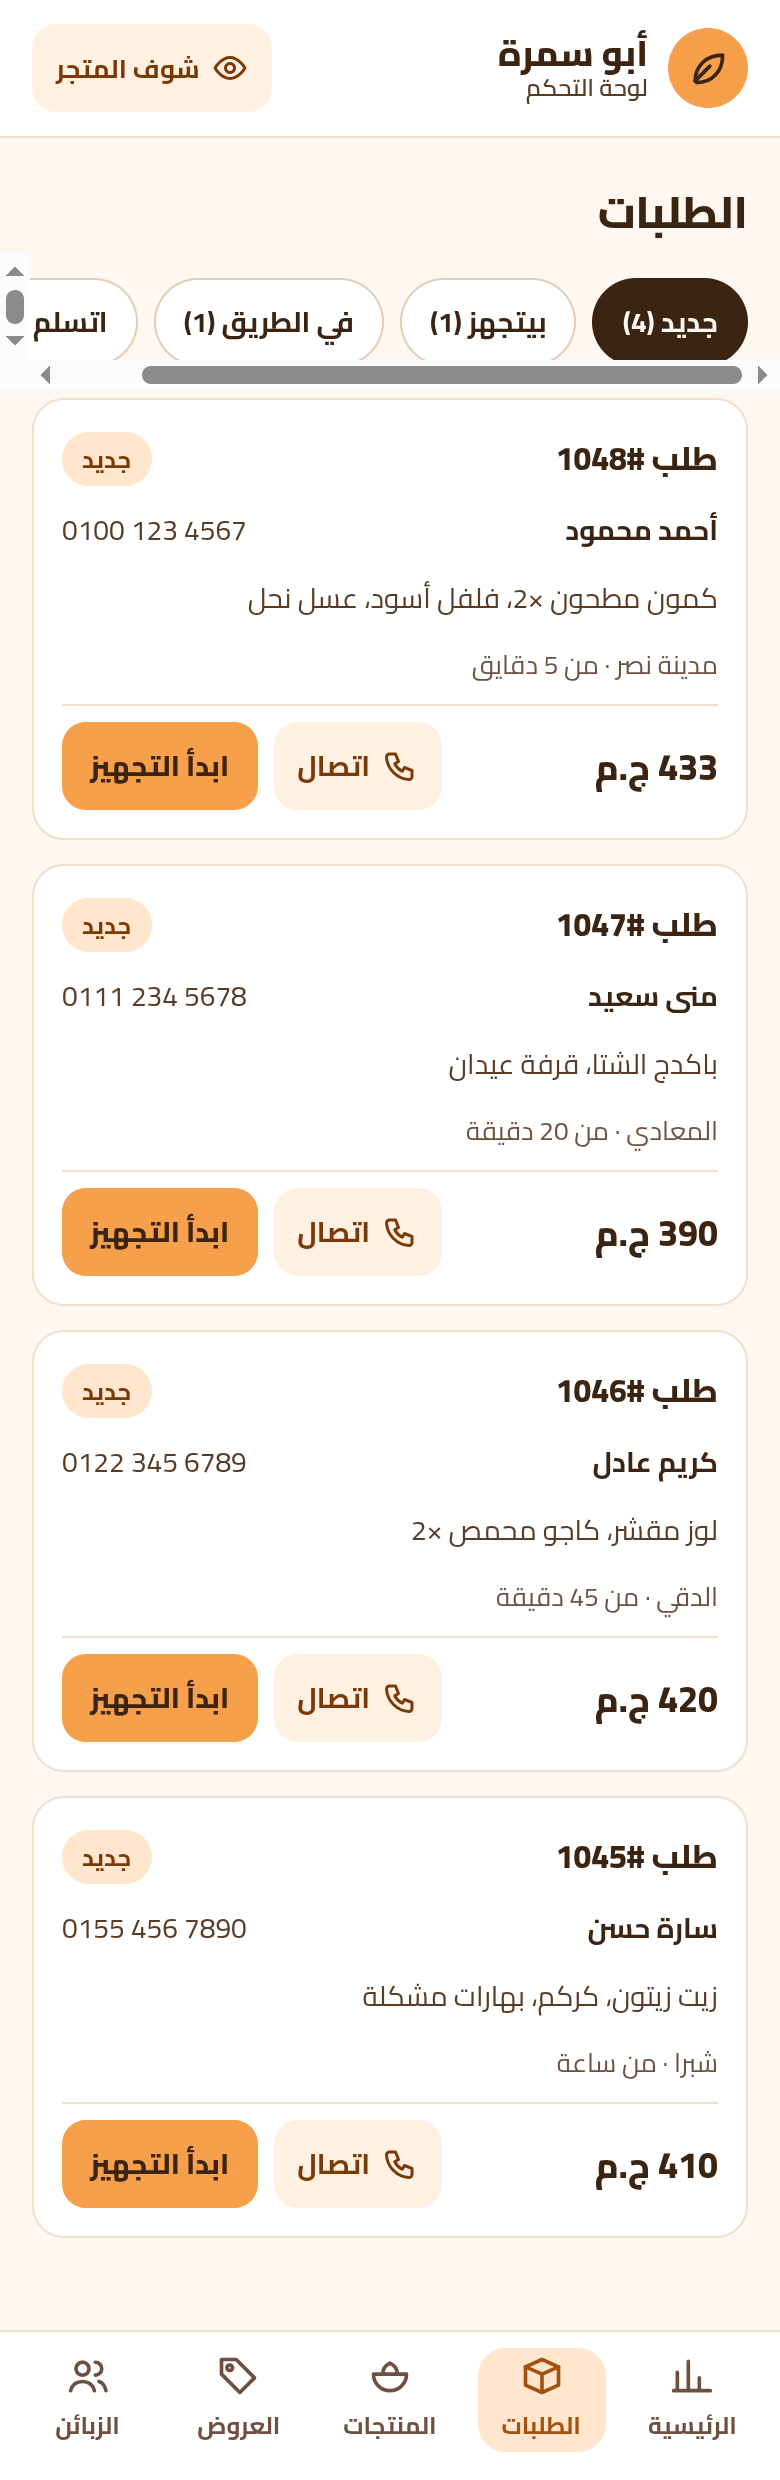 أبو سمرة
لوحة التحكم
شوف المتجر
الطلبات
جديد (4)
بيتجهز (1)
في الطريق (1)
اتسلم
طلب #1048
جديد
أحمد محمود
0100 123 4567
كمون مطحون ×2، فلفل أسود، عسل نحل
مدينة نصر · من 5 دقايق
433 ج.م
اتصال
ابدأ التجهيز
طلب #1047
جديد
منى سعيد
0111 234 5678
باكدج الشتا، قرفة عيدان
المعادي · من 20 دقيقة
390 ج.م
اتصال
ابدأ التجهيز
طلب #1046
جديد
كريم عادل
0122 345 6789
لوز مقشر، كاجو محمص ×2
الدقي · من 45 دقيقة
420 ج.م
اتصال
ابدأ التجهيز
طلب #1045
جديد
سارة حسن
0155 456 7890
زيت زيتون، كركم، بهارات مشكلة
شبرا · من ساعة
410 ج.م
اتصال
ابدأ التجهيز
الرئيسية
الطلبات
المنتجات
العروض
الزبائن